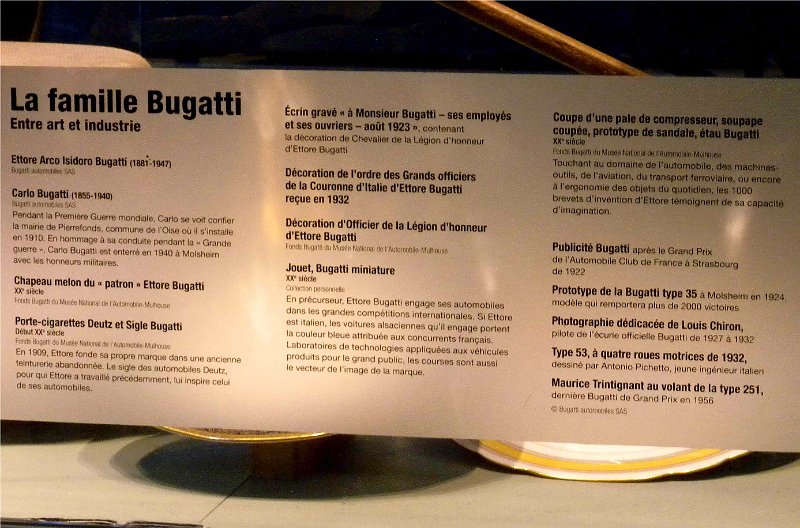 La famille Bugatti
Entre art et industrie
Ettore Arco Isidoro Bugatti (1881-1947)
Bugatti automobiles SAS
Carlo Bugatti (1855-1940)
Bugatti automobiles SAS
Pendant la Première Guerre mondiale, Carlo se voit confier
la mairie de Pierrefonds, commune de l'Oise où il s'installe
en 1910. En hommage à sa conduite pendant la « Grande
guerre », Carlo Bugatti est enterré en 1940 à Molsheim
avec les honneurs militaires.
Chapeau melon du « patron » Ettore Bugatti
XXe siècle
Fonds Bugatti du Musée National de l'Automobile-Mulhouse
Porte-cigarettes Deutz et Sigle Bugatti
Début XXe siècle
Fonds Bugatti du Musée National de l'Automobile-Mulhouse
En 1909, Ettore fonde sa propre marque dans une ancienne
teinturerie abandonnée. Le sigle des automobiles Deutz,
pour qui Ettore a travaillé précédemment, lui inspire celui
de ses automobiles.
Écrin gravé « à Monsieur Bugatti – ses employés
et ses ouvriers – août 1923 », contenant
la décoration de Chevalier de la Légion d'honneur
d'Ettore Bugatti
Décoration de l'ordre des Grands officiers
de la Couronne d'Italie d'Ettore Bugatti
reçue en 1932
Décoration d'Officier de la Légion d'honneur
d'Ettore Bugatti
Fonds Bugatti du Musée National de l'Automobile-Mulhouse
Jouet, Bugatti miniature
XXe siècle
Collection personnelle
En précurseur, Ettore Bugatti engage ses automobiles
dans les grandes compétitions internationales. Si Ettore
est italien, les voitures alsaciennes qu'il engage portent
la couleur bleue attribuée aux concurrents français.
Laboratoires de technologies appliquées aux véhicules
produits pour le grand public, les courses sont aussi
le vecteur de l'image de la marque.
Coupe d'une pale de compresseur, soupape
coupée, prototype de sandale, étau Bugatti
XXe siècle
Fonds Bugatti du Musée National de l'Automobile-Mulhouse
Touchant au domaine de l'automobile, des machines-
outils, de l'aviation, du transport ferroviaire, ou encore
à l'ergonomie des objets du quotidien, les 1000
brevets d'invention d'Ettore témoignent de sa capacité
d'imagination.
Publicité Bugatti après le Grand Prix
de l'Automobile Club de France à Strasbourg
de 1922
Prototype de la Bugatti type 35 à Molsheim en 1924,
modèle qui remportera plus de 2000 victoires
Photographie dédicacée de Louis Chiron,
pilote de l'écurie officielle Bugatti de 1927 à 1932
Type 53, à quatre roues motrices de 1932,
dessiné par Antonio Pichetto, jeune ingénieur italien
Maurice Trintignant au volant de la type 251,
dernière Bugatti de Grand Prix en 1956
© Bugatti automobiles SAS